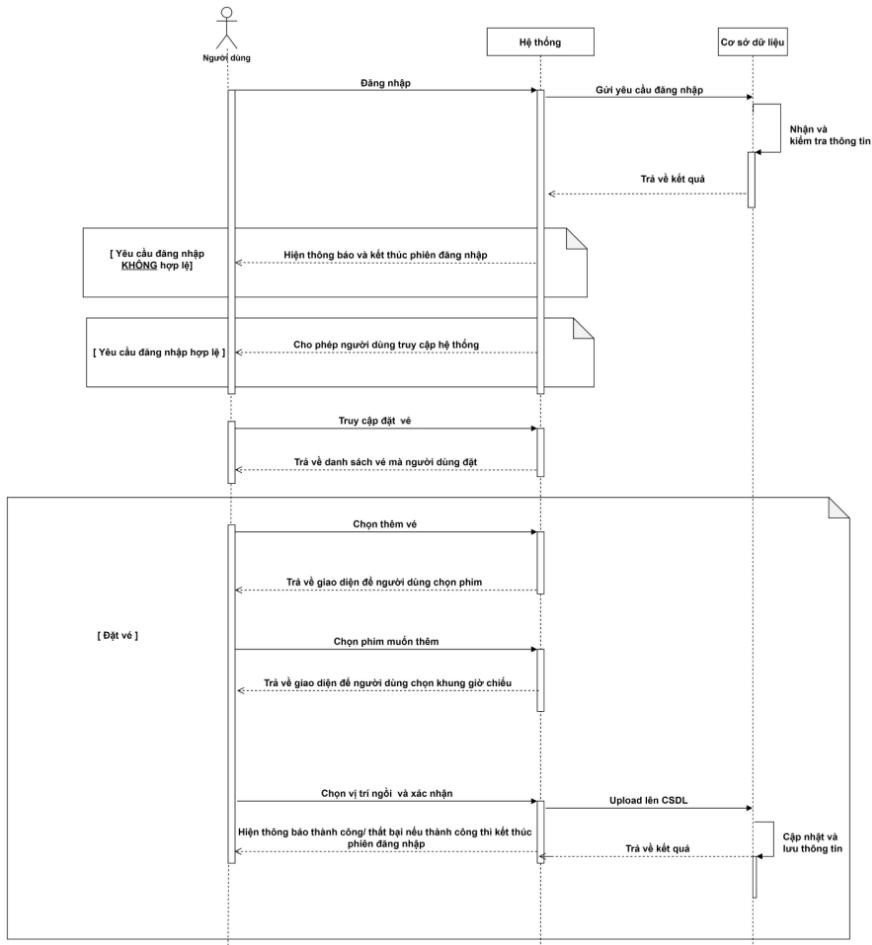 Người dùng
Hệ thống
Cơ sở dữ liệu
Đăng nhập
Gửi yêu cầu đăng nhập
Nhận và
kiểm tra thông tin
Trả về kết quả
[ Yêu cầu đăng nhập
KHÔNG hợp lệ]
Hiện thông báo và kết thúc phiên đăng nhập
[ Yêu cầu đăng nhập hợp lệ ]
Cho phép người dùng truy cập hệ thống
Truy cập đặt vé
Trả về danh sách vé mà người dùng đặt
Chọn thêm vé
Trả về giao diện để người dùng chọn phim
[ Đặt vé ]
Chọn phim muốn thêm
Trả về giao diện để người dùng chọn khung giờ chiếu
Chọn vị trí ngồi và xác nhận
Upload lên CSDL
Hiện thông báo thành công/ thất bại nếu thành công thì kết thúc
phiên đăng nhập
Cập nhật và
lưu thông tin
Trả về kết quả